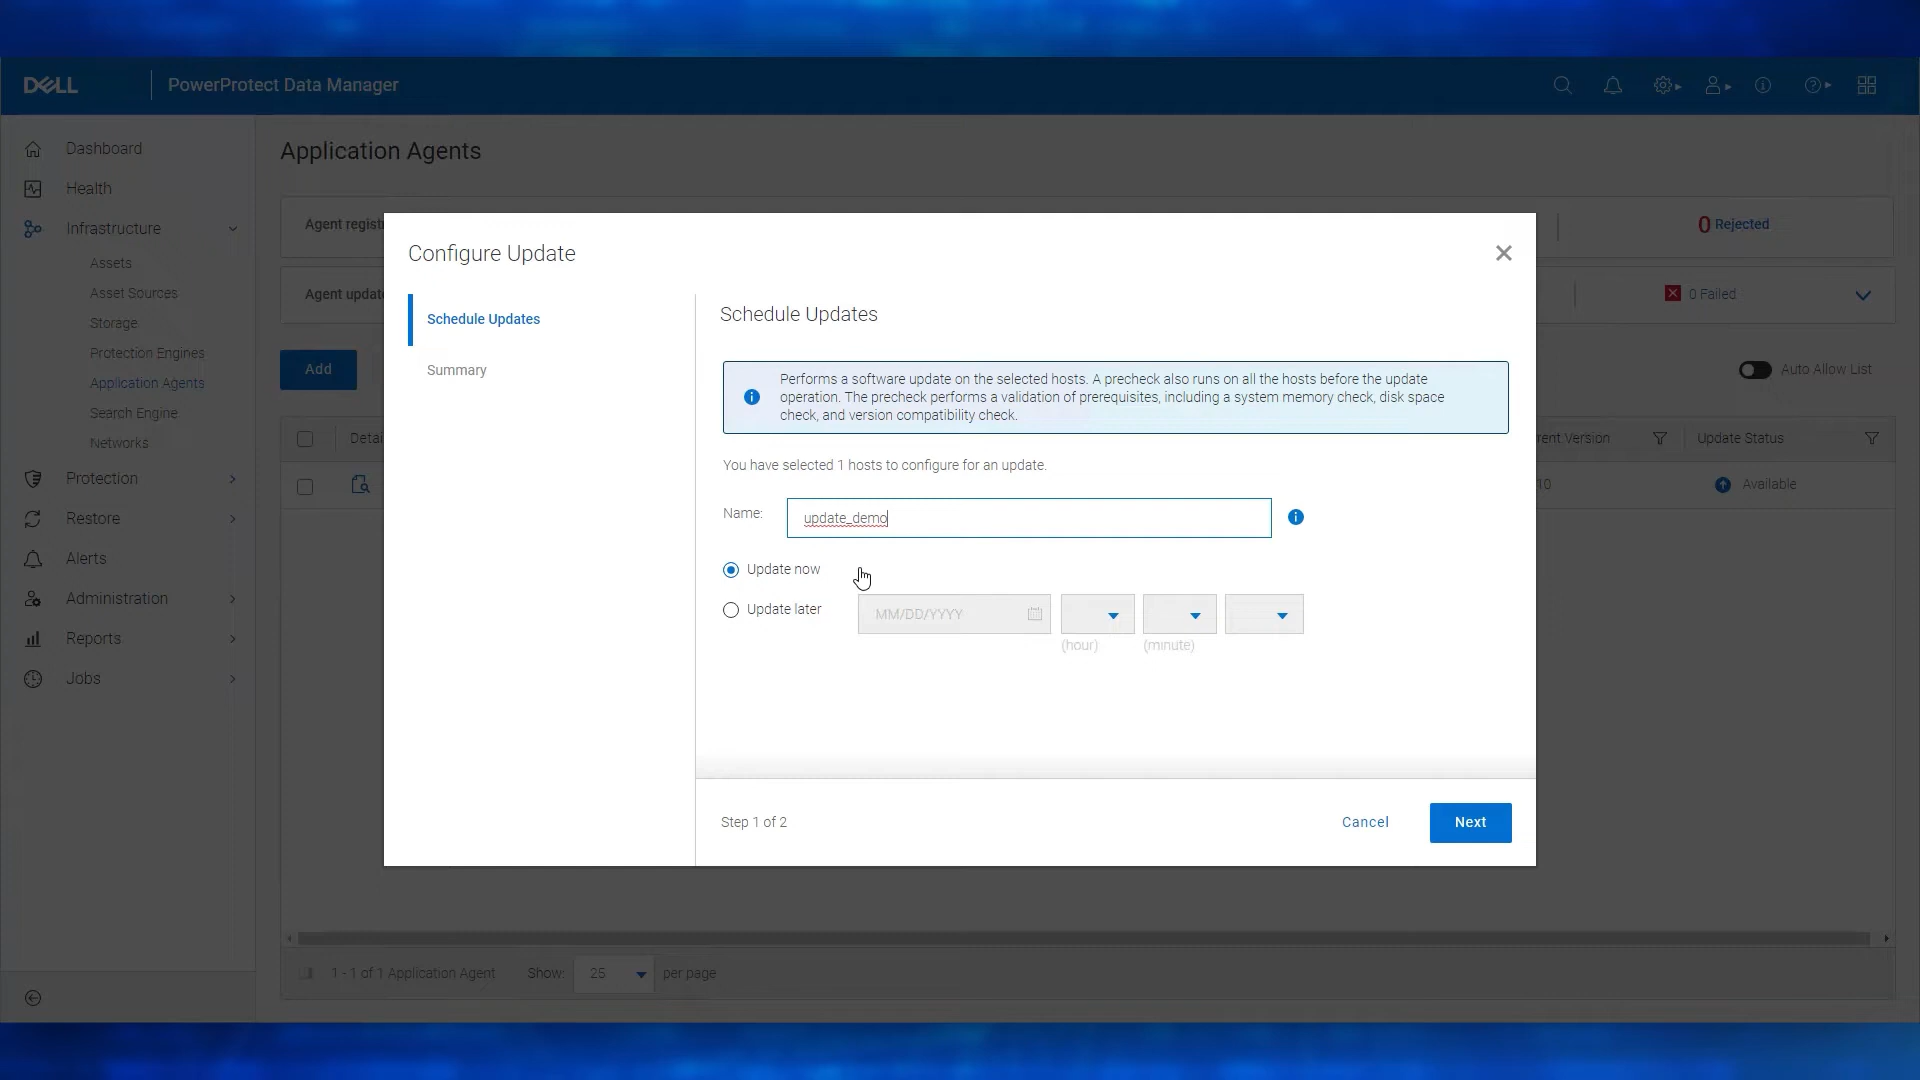 DELL
PowerProtect Data Manager
Dashboard
Health
Infrastructure
Assets
Asset Sources
Storage
Protection Engines
Application Agents
Search Engine
Networks
Protection
Restore
Alerts
Administration
Reports
Jobs
Application Agents
Agent registr
0 Rejected
Agent update
0 Failed
Add
Auto Allow List
Detai
rent Version
Update Status
10
Available
Configure Update
Schedule Updates
Summary
Schedule Updates
Performs a software update on the selected hosts. A precheck also runs on all the hosts before the update
operation. The precheck performs a validation of prerequisites, including a system memory check, disk space
check, and version compatibility check.
You have selected 1 hosts to configure for an update.
Name:
update_demo
Update now
Update later
MM/DD/YYYY
(hour)
(minute)
Step 1 of 2
Cancel
Next
1 - 1 of 1 Application Agent
Show:
25
per page